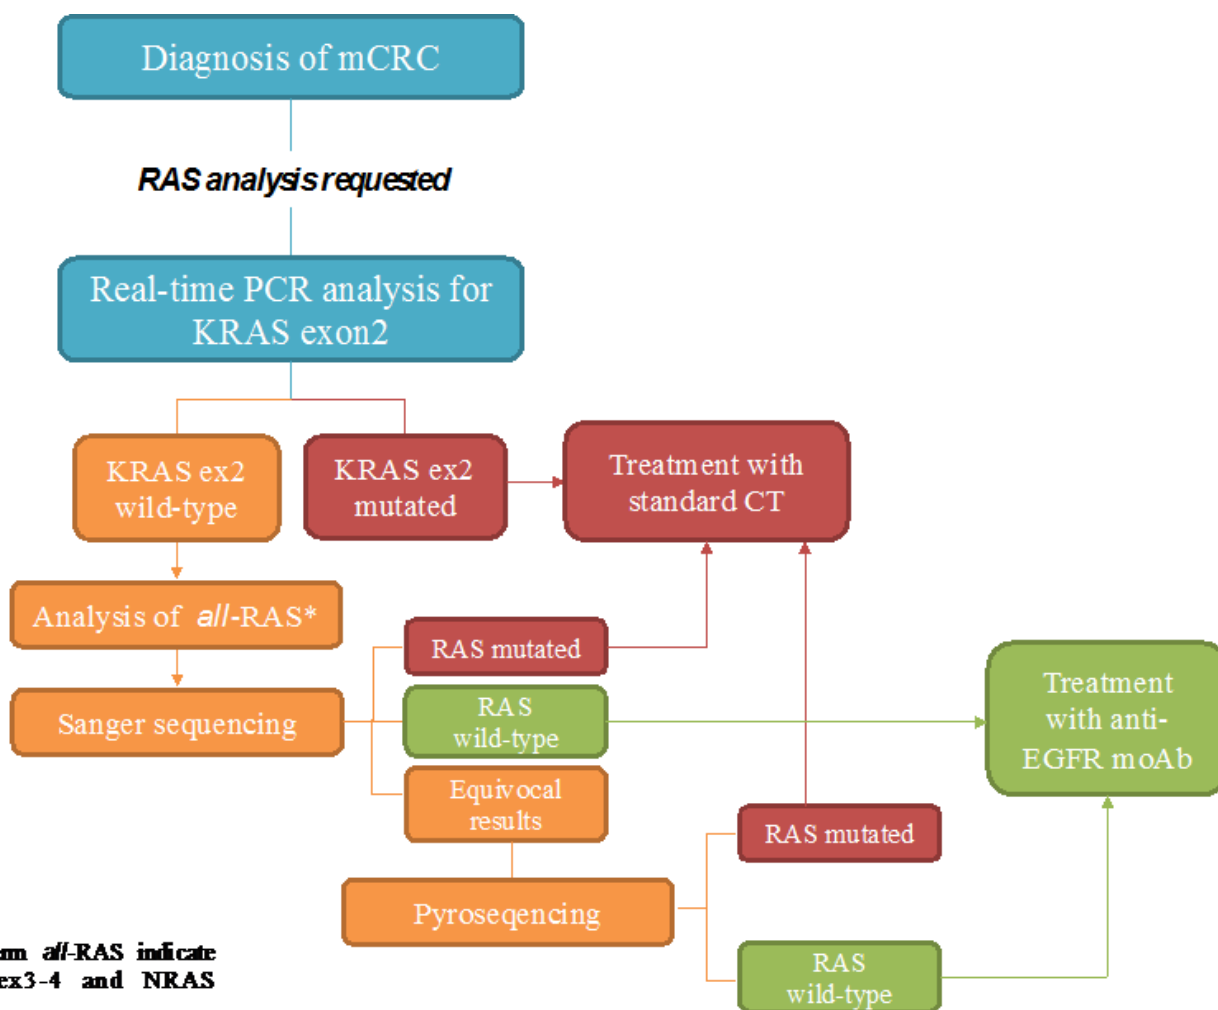 Diagnosis of mCRC
RAS analysis requested
Real-time PCR analysis for
KRAS exon2
KRAS ex2
wild-type
KRAS ex2
mutated
Treatment with
standard CT
Analysis of all-RAS*
Sanger sequencing
RAS mutated
RAS
wild-type
Equivocal
results
Treatment
with anti-
EGFR moAb
Pyroseqencing
RAS mutated
RAS
wild-type
all-RAS indicate
ex3-4 and NRAS